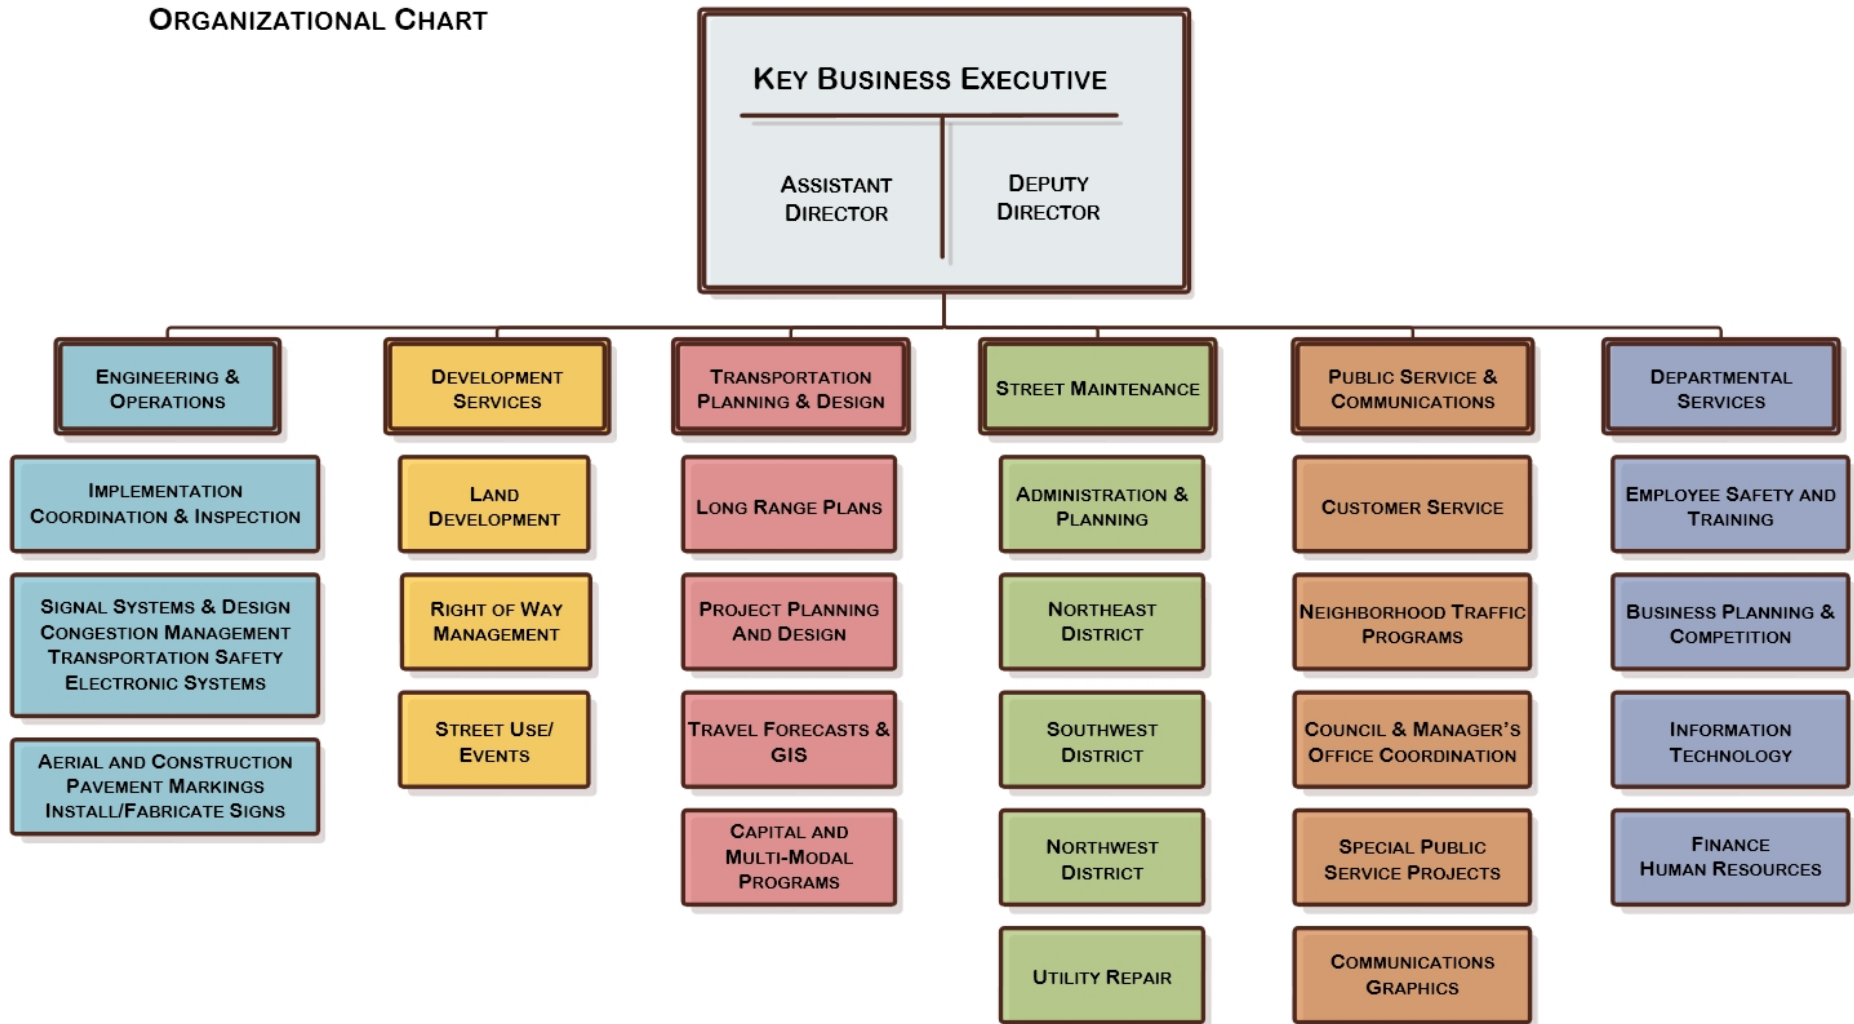 ORGANIZATIONAL CHART
KEY BUSINESS EXECUTIVE
ASSISTANT
DIRECTOR
DEPUTY
DIRECTOR
ENGINEERING &
OPERATIONS
IMPLEMENTATION
COORDINATION & INSPECTION
SIGNAL SYSTEMS & DESIGN
CONGESTION MANAGEMENT
TRANSPORTATION SAFETY
ELECTRONIC SYSTEMS
AERIAL AND CONSTRUCTION
PAVEMENT MARKINGS
INSTALL/FABRICATE SIGNS
DEVELOPMENT
SERVICES
LAND
DEVELOPMENT
RIGHT OF WAY
MANAGEMENT
STREET USE/
EVENTS
TRANSPORTATION
PLANNING & DESIGN
LONG RANGE PLANS
PROJECT PLANNING
AND DESIGN
TRAVEL FORECASTS &
GIS
CAPITAL AND
MULTI-MODAL
PROGRAMS
STREET MAINTENANCE
ADMINISTRATION &
PLANNING
NORTHEAST
DISTRICT
SOUTHWEST
DISTRICT
NORTHWEST
DISTRICT
UTILITY REPAIR
PUBLIC SERVICE &
COMMUNICATIONS
CUSTOMER SERVICE
NEIGHBORHOOD TRAFFIC
PROGRAMS
COUNCIL & MANAGER'S
OFFICE COORDINATION
SPECIAL PUBLIC
SERVICE PROJECTS
COMMUNICATIONS
GRAPHICS
DEPARTMENTAL
SERVICES
EMPLOYEE SAFETY AND
TRAINING
BUSINESS PLANNING &
COMPETITION
INFORMATION
TECHNOLOGY
FINANCE
HUMAN RESOURCES